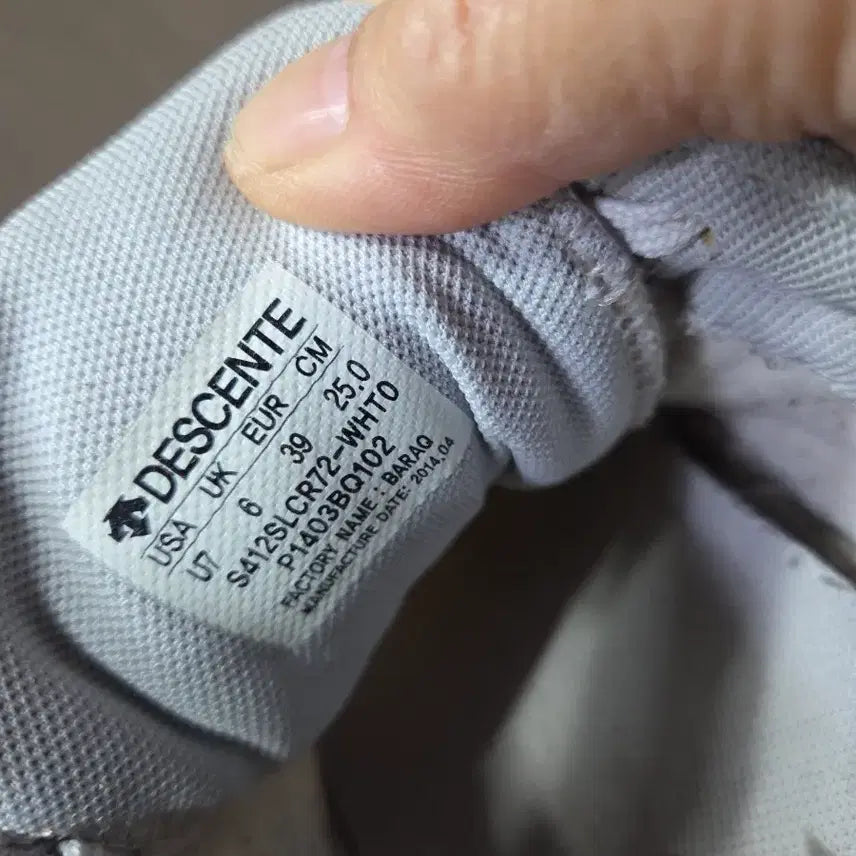 DESCENTE
USA UK EUR CM
U7 6 39 25.0
S412SLCR72-WHT0
P1403BQ102
FACTORY NAME : BARAQ
MANUFACTURE DATE: 2014.04